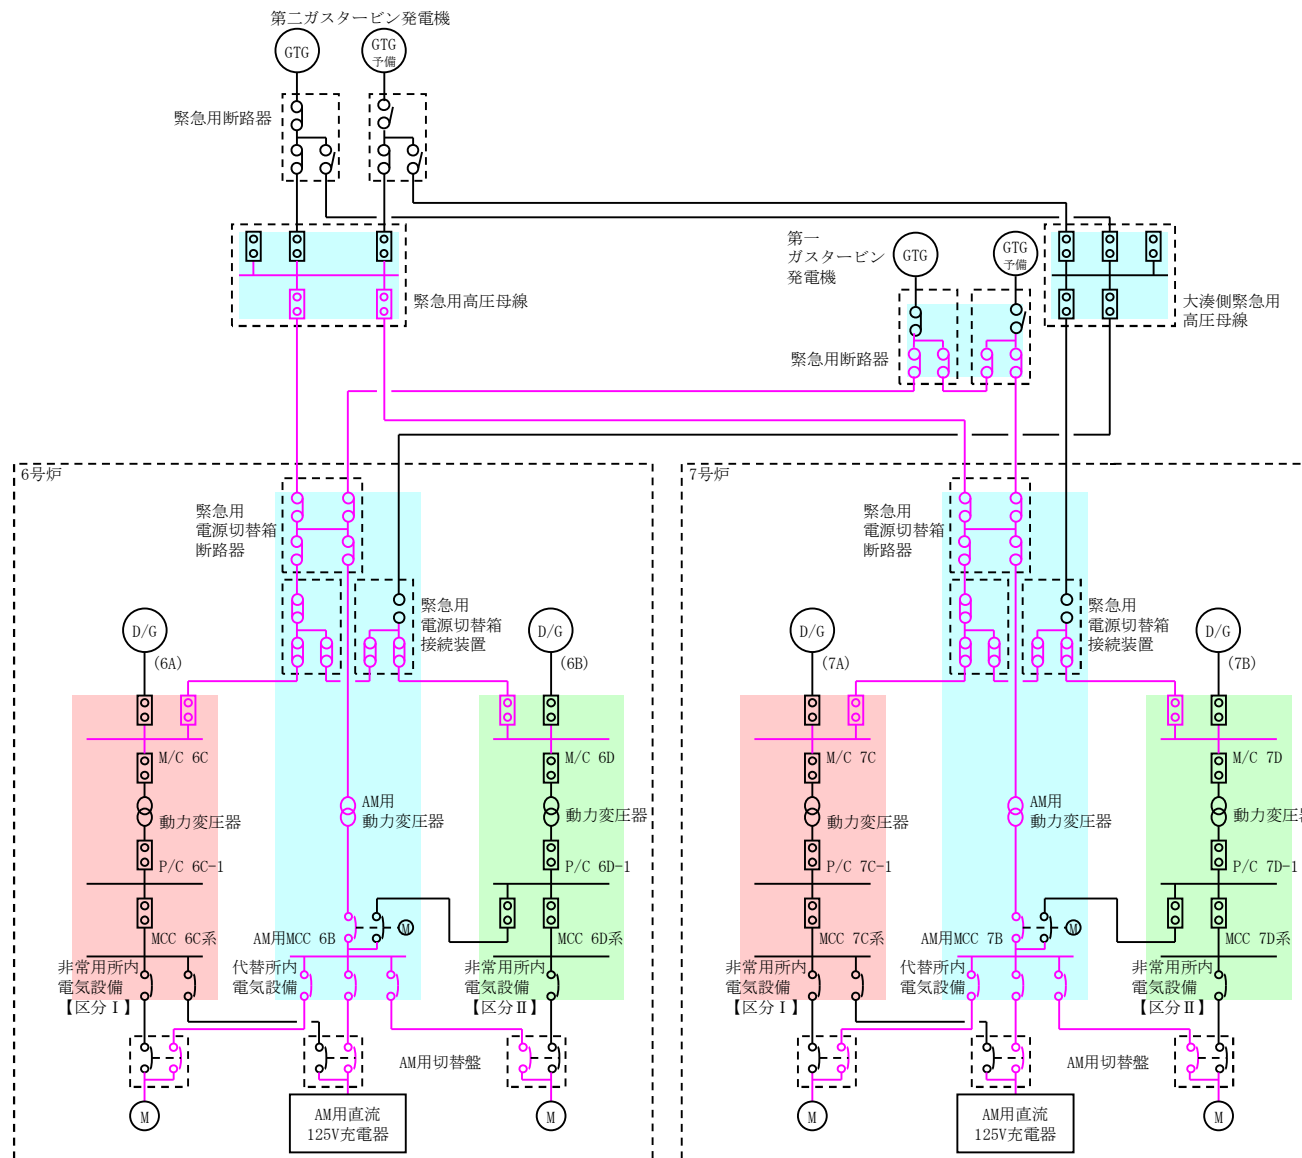 第二ガスタービン発電機
GTG
GTG
予備
緊急用断路器
緊急用高圧母線
第一
ガスタービン
発電機
GTG
GTG
予備
緊急用断路器
大湊側緊急用
高圧母線
6号炉
緊急用
電源切替箱
断路器
緊急用
電源切替箱
接続装置
D/G
(6A)
D/G
(6B)
M/C 6C
動力変圧器
P/C 6C-1
MCC 6C系
非常用所内
電気設備
【区分Ⅰ】
AM用
動力変圧器
AM用MCC 6B
M
代替所内
電気設備
M/C 6D
動力変圧器
P/C 6D-1
MCC 6D系
非常用所内
電気設備
【区分Ⅱ】
AM用切替盤
M
AM用直流
125V充電器
M
7号炉
緊急用
電源切替箱
断路器
緊急用
電源切替箱
接続装置
D/G
(7A)
D/G
(7B)
M/C 7C
動力変圧器
P/C 7C-1
MCC 7C系
非常用所内
電気設備
【区分Ⅰ】
AM用
動力変圧器
AM用MCC 7B
M
代替所内
電気設備
M/C 7D
動力変圧器
P/C 7D-1
MCC 7D系
非常用所内
電気設備
【区分Ⅱ】
AM用切替盤
M
AM用直流
125V充電器
M